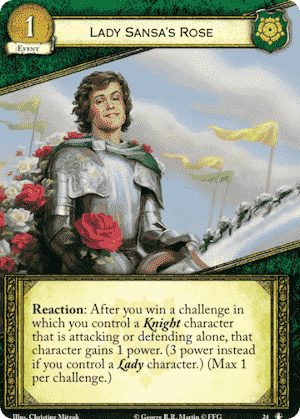 1
LADY SANSA'S ROSE
EVENT
Reaction: After you win a challenge in
which you control a Knight character
that is attacking or defending alone, that
character gains 1 power. (3 power instead
if you control a Lady character.) (Max 1
per challenge.)
Illus. Christine Mitzuk © George R.R. Martin © FFG 24